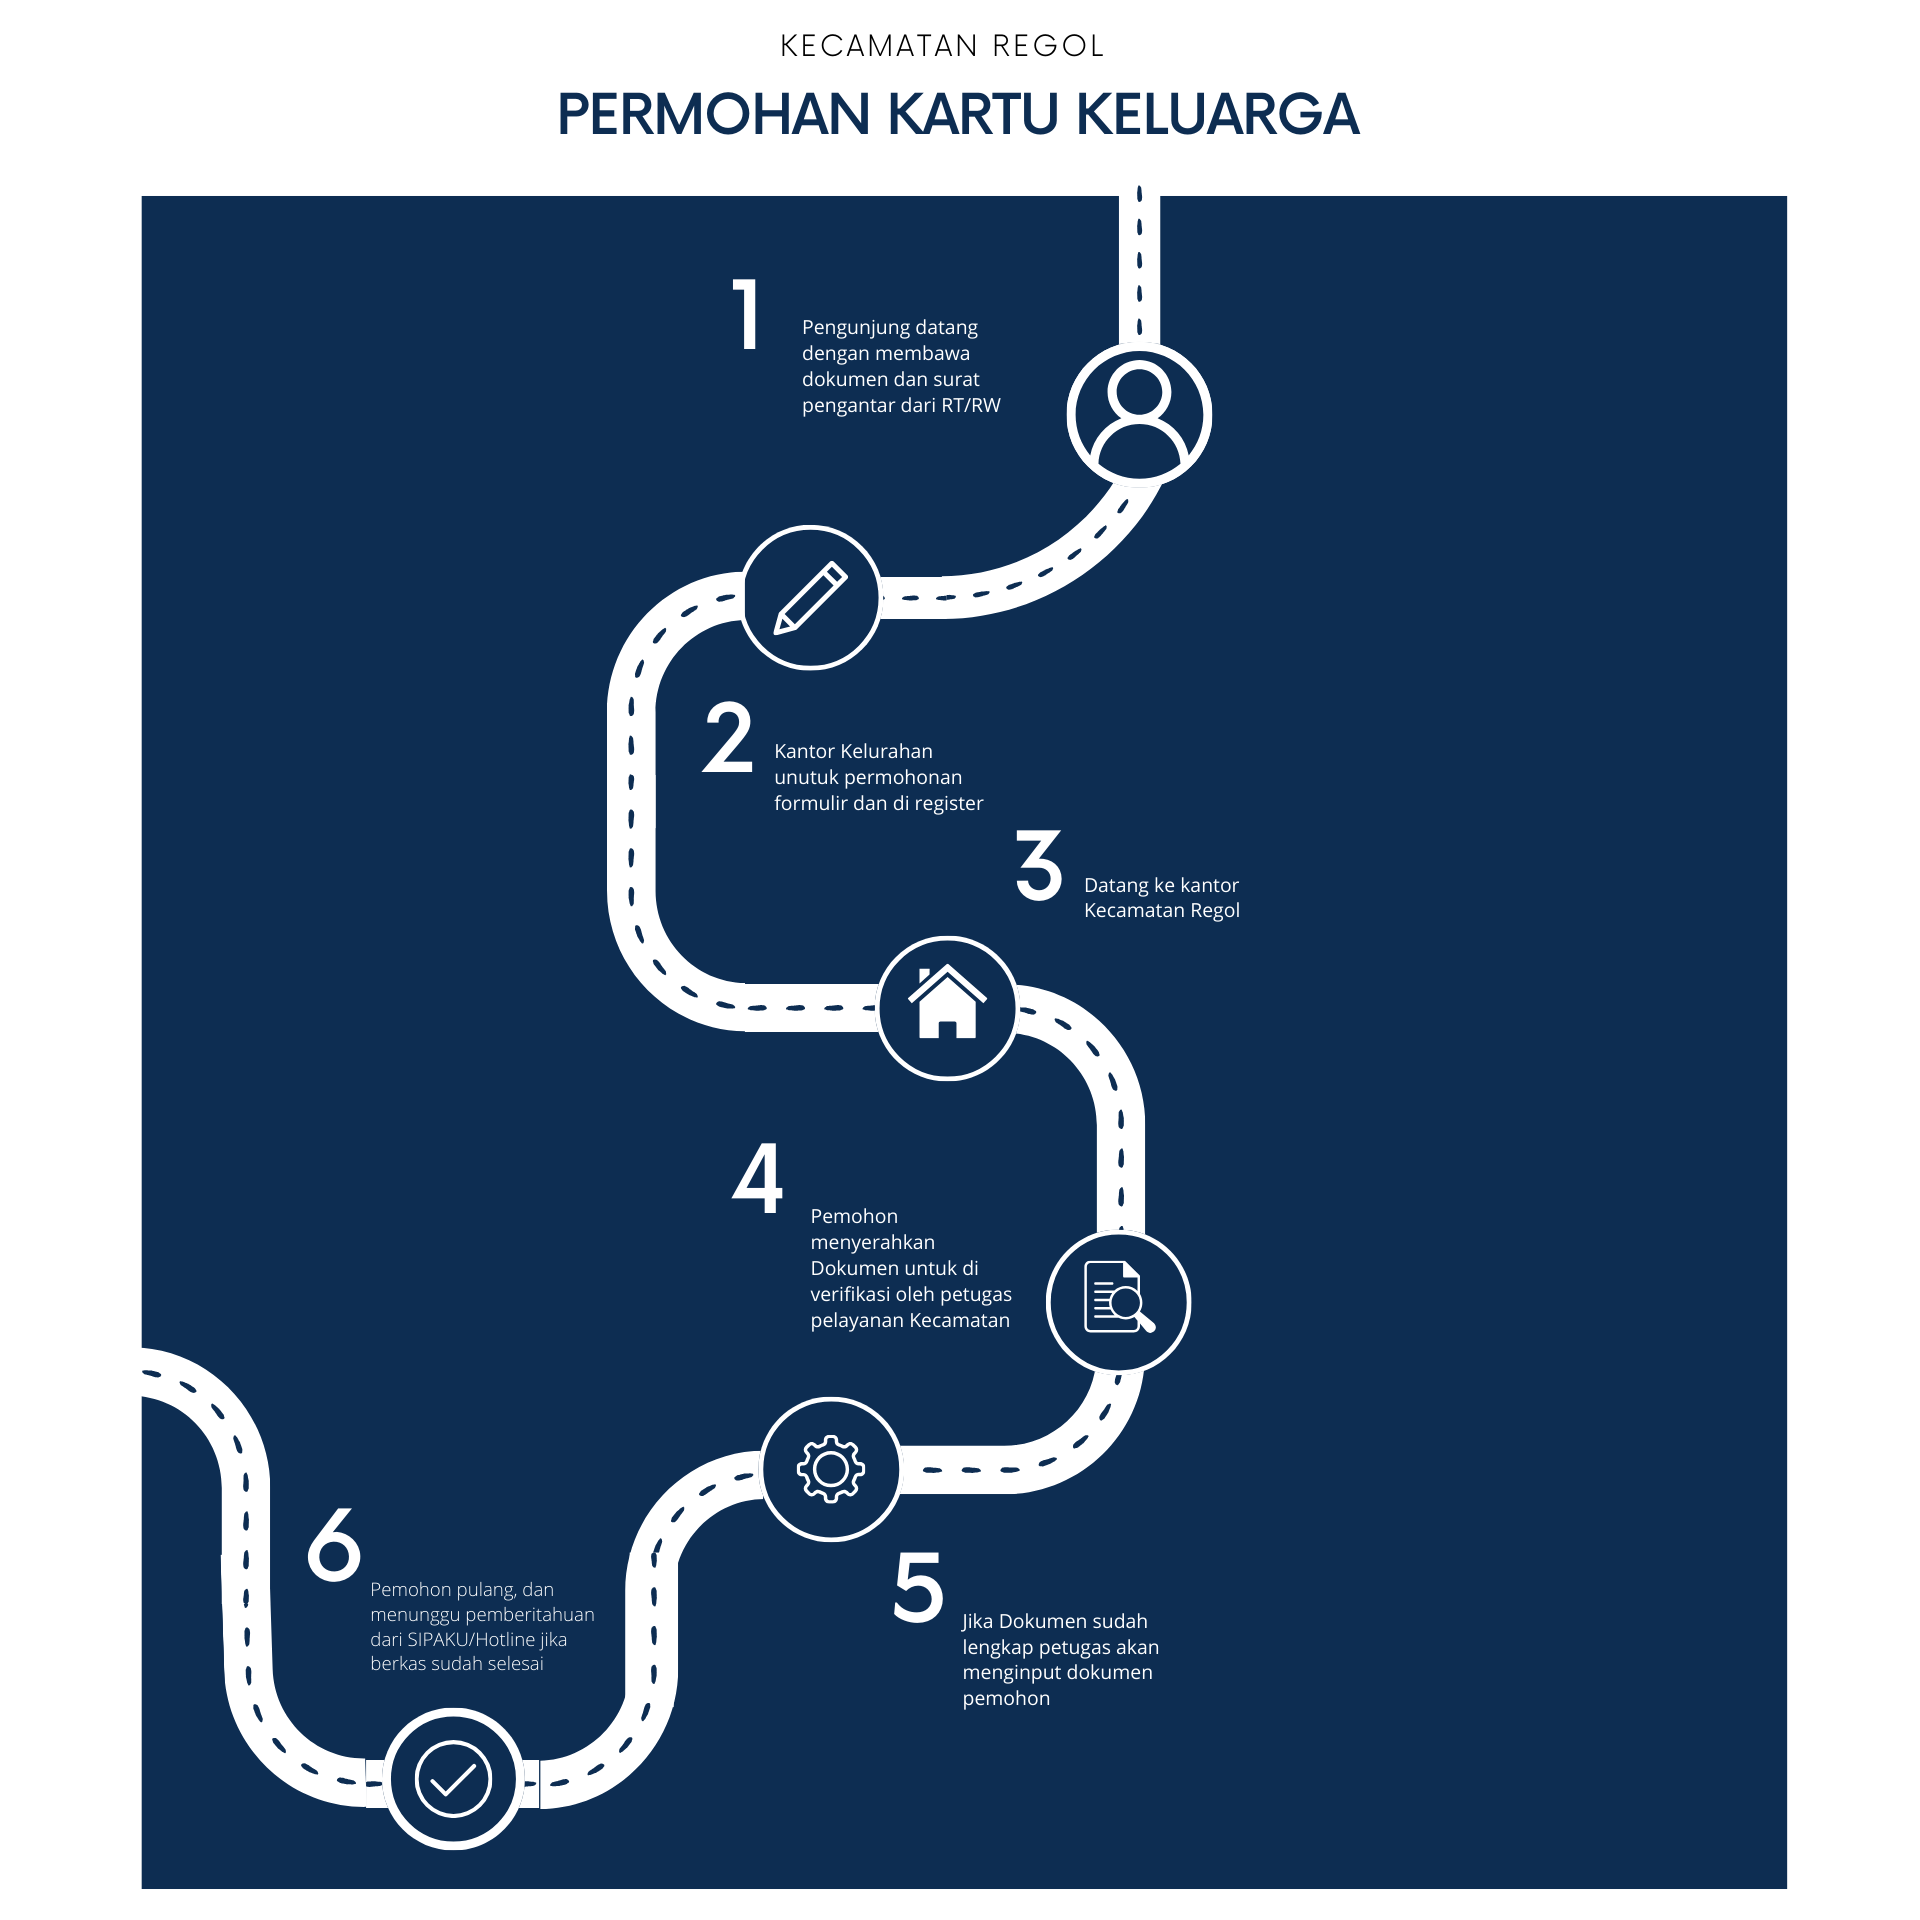 KECAMATAN REGOL
PERMOHAN KARTU KELUARGA
1
Pengunjung datang
dengan membawa
dokumen dan surat
pengantar dari RT/RW
2
Kantor Kelurahan
unutuk permohonan
formulir dan di register
3
Datang ke kantor
Kecamatan Regol
4
Pemohon
menyerahkan
Dokumen untuk di
verifikasi oleh petugas
pelayanan Kecamatan
5
Jika Dokumen sudah
lengkap petugas akan
menginput dokumen
pemohon
6
Pemohon pulang, dan
menunggu pemberitahuan
dari SIPAKU/Hotline jika
berkas sudah selesai